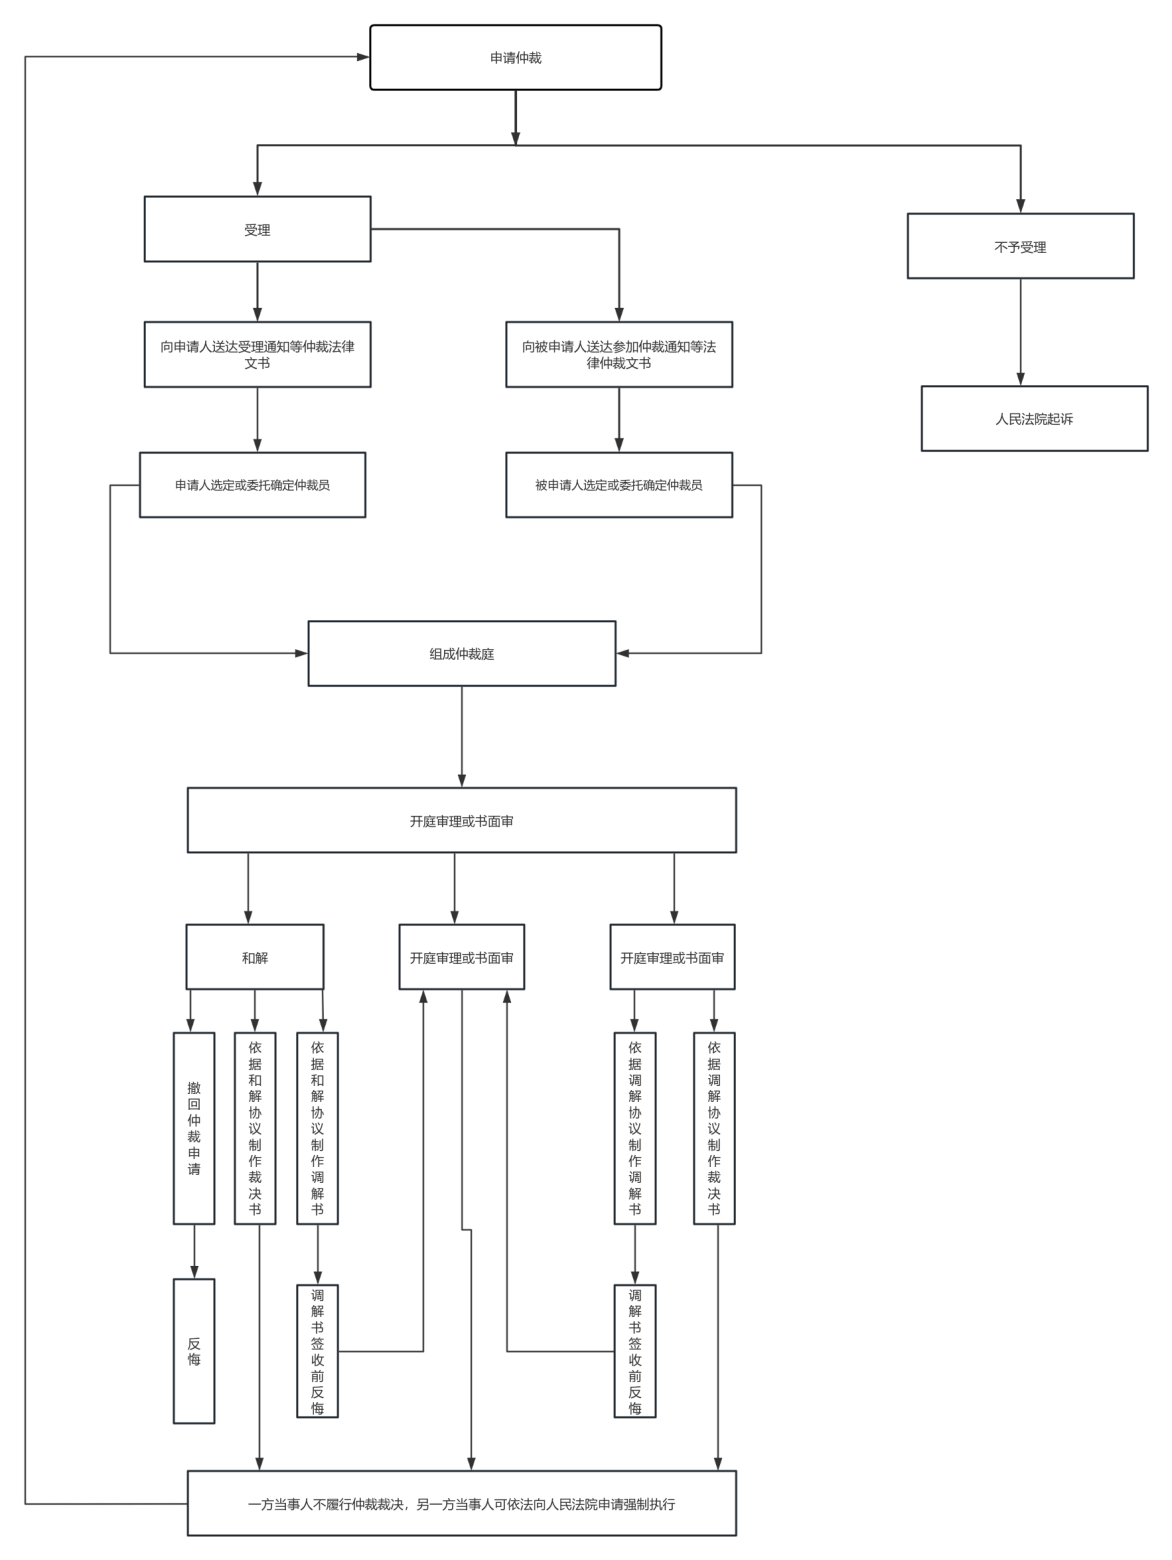 申请仲裁
受理
不予受理
向申请人送达受理通知等仲裁法律
文书
向被申请人送达参加仲裁通知等法
律仲裁文书
人民法院起诉
申请人选定或委托确定仲裁员
被申请人选定或委托确定仲裁员
组成仲裁庭
开庭审理或书面审
和解
开庭审理或书面审
开庭审理或书面审
撤回仲裁申请
依据和解协议制作裁决书
依据和解协议制作调解书
依据调解协议制作调解书
依据调解协议制作裁决书
反悔
调解书签收前反悔
调解书签收前反悔
一方当事人不履行仲裁裁决，另一方当事人可依法向人民法院申请强制执行